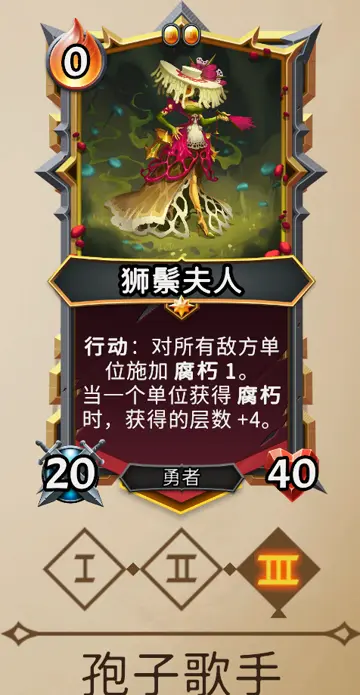 0
狮鬃夫人
行动：对所有敌方单
位施加 腐朽 1。
当一个单位获得 腐朽
时，获得的层数 +4。
20
勇者
40
I
II
III
孢子歌手